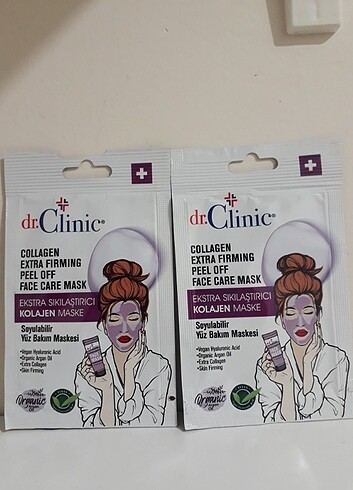 dr.Clinic®
COLLAGEN
EXTRA FIRMING
PEEL OFF
FACE CARE MASK
EKSTRA SIKILAŞTIRICI
KOLAJEN MASKE
Soyulabilir
Yüz Bakım Maskesi
•Vegan Hyaluronic Acid
•Organic Argan Oil
•Extra Collagen
•Skin Firming
Organic
dr.Clinic®
COLLAGEN
EXTRA FIRMING
PEEL OFF
FACE CARE MASK
EKSTRA SIKILAŞTIRICI
KOLAJEN MASKE
Soyulabilir
Yüz Bakım Maskesi
•Vegan Hyaluronic Acid
•Organic Argan Oil
•Extra Collagen
•Skin Firming
Organic